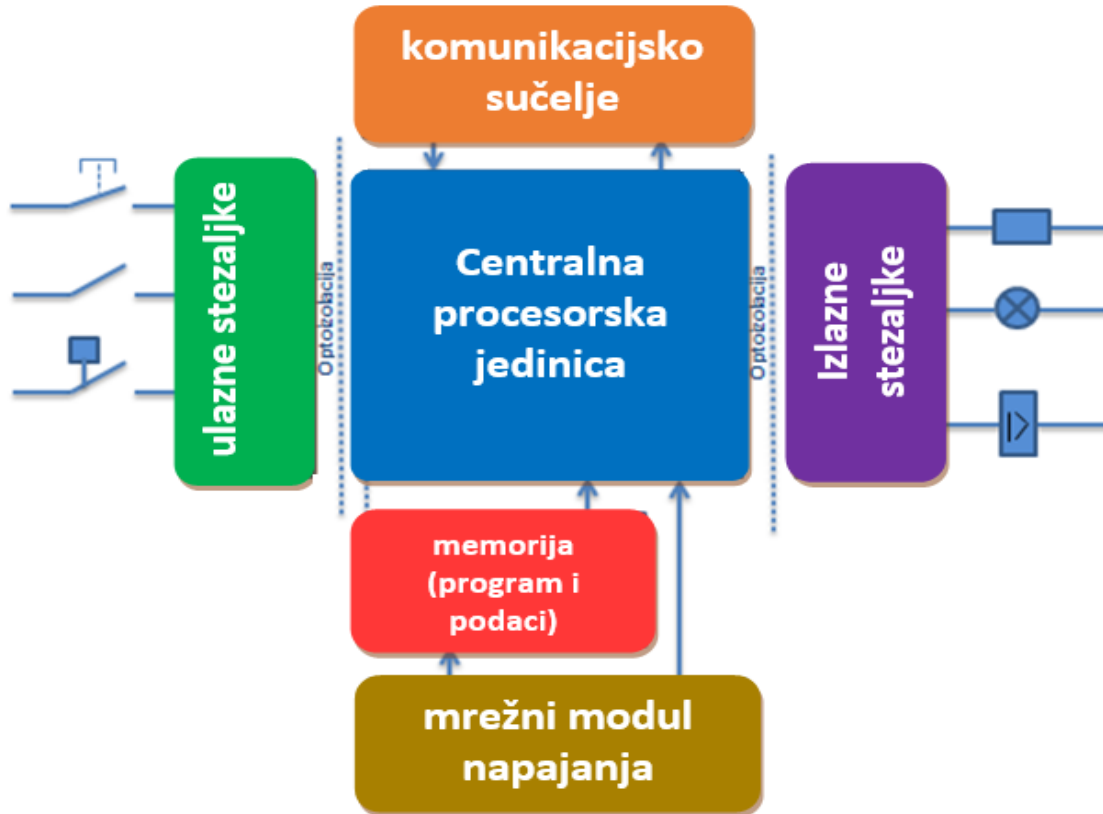 komunikacijsko
sučelje
ulazne stezaljke
Optoizolacija
Centralna
procesorska
jedinica
Optoizolacija
Izlazne
stezaljke
memorija
(program i
podaci)
mrežni modul
napajanja